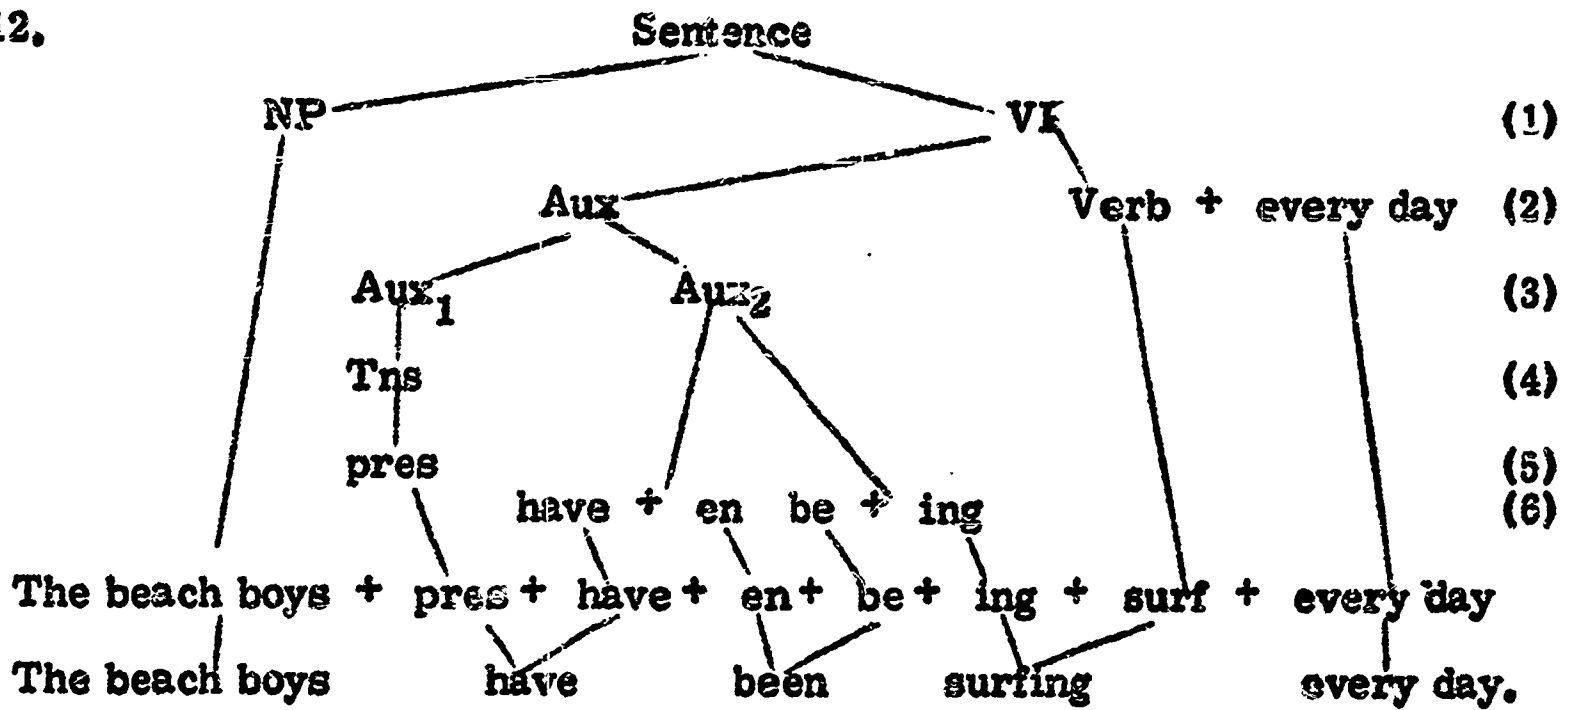 12.
Sentence
NP VP (1)
Aux Verb + every day (2)
Aux1 Aux2 (3)
Tns (4)
pres (5)
have + en be + ing (6)
The beach boys + pres + have + en + be + ing + surf + every day
The beach boys have been surfing every day.